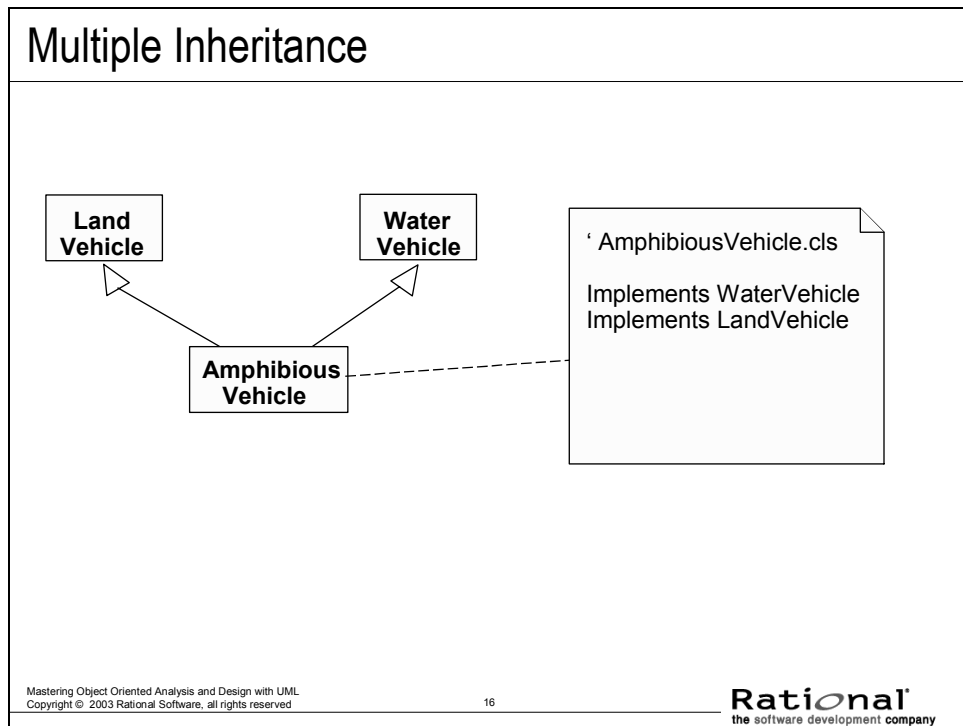 Multiple Inheritance
Land
Vehicle
Water
Vehicle
Amphibious
Vehicle
‘ AmphibiousVehicle.cls
Implements WaterVehicle
Implements LandVehicle
Mastering Object Oriented Analysis and Design with UML
Copyright © 2003 Rational Software, all rights reserved
16
Rational
the software development company